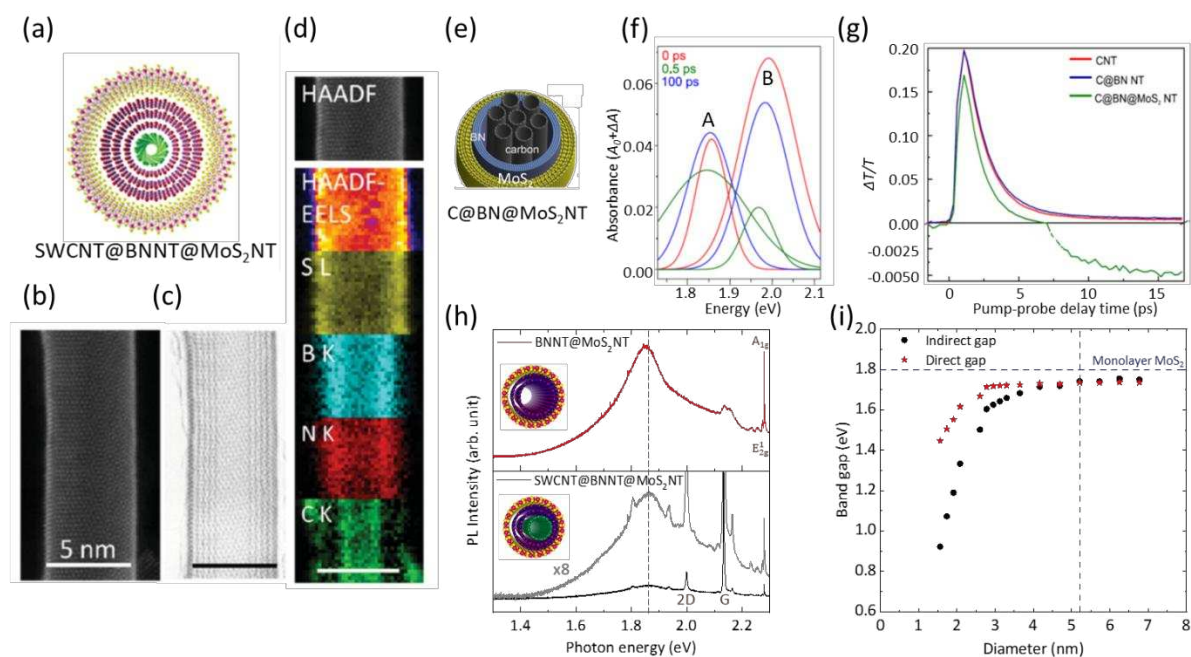 (a)
SWCNT@BNNT@MoS₂NT
(b)
5 nm
(c)
(d)
HAADF
HAADF-
EELS
S L
B K
N K
C K
(e)
BN
carbon
MoS₂
C@BN@MoS₂NT
(f)
0 ps
0.5 ps
100 ps
A
B
Absorbance (A₀+ΔA)
0.06
0.04
0.02
0.00
1.8
1.9
2.0
2.1
Energy (eV)
(g)
CNT
C@BN NT
C@BN@MoS₂ NT
ΔT/T
0.20
0.15
0.10
0.05
0.00
-0.0025
-0.0050
0
5
10
15
Pump-probe delay time (ps)
(h)
BNNT@MoS₂NT
A₁g
E¹₂g
SWCNT@BNNT@MoS₂NT
x8
2D
G
PL Intensity (arb. unit)
1.4
1.6
1.8
2.0
2.2
Photon energy (eV)
(i)
Indirect gap
Direct gap
Monolayer MoS₂
Band gap (eV)
2.0
1.8
1.6
1.4
1.2
1.0
0.8
0.6
0
1
2
3
4
5
6
7
8
Diameter (nm)